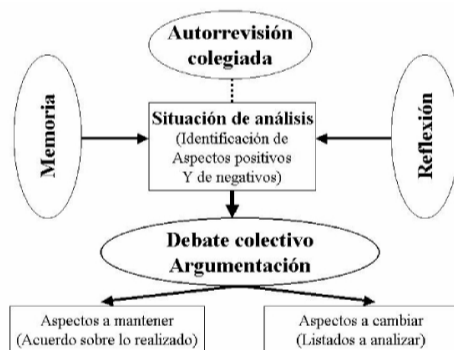 Autorrevisión
colegiada
Memoria
Situación de análisis
(Identificación de
Aspectos positivos
Y de negativos)
Reflexión
Debate colectivo
Argumentación
Aspectos a mantener
(Acuerdo sobre lo realizado)
Aspectos a cambiar
(Listados a analizar)